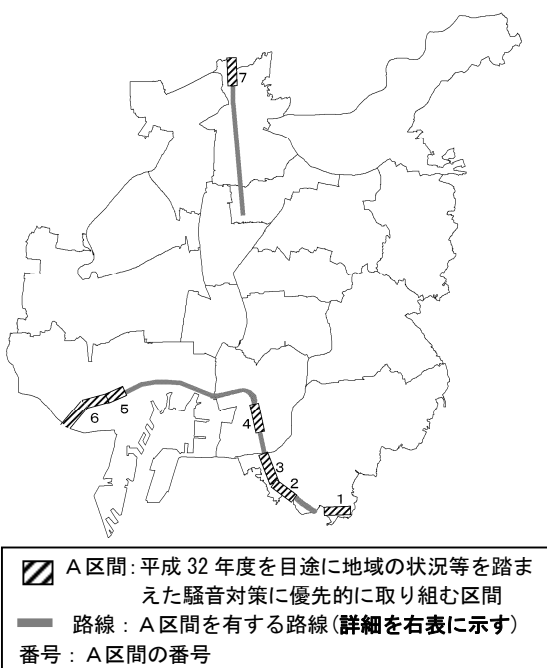 7
5
6
4
3
2
1
A区間:平成 32 年度を目途に地域の状況等を踏ま
えた騒音対策に優先的に取り組む区間
路線：A区間を有する路線(詳細を右表に示す)
番号：A区間の番号